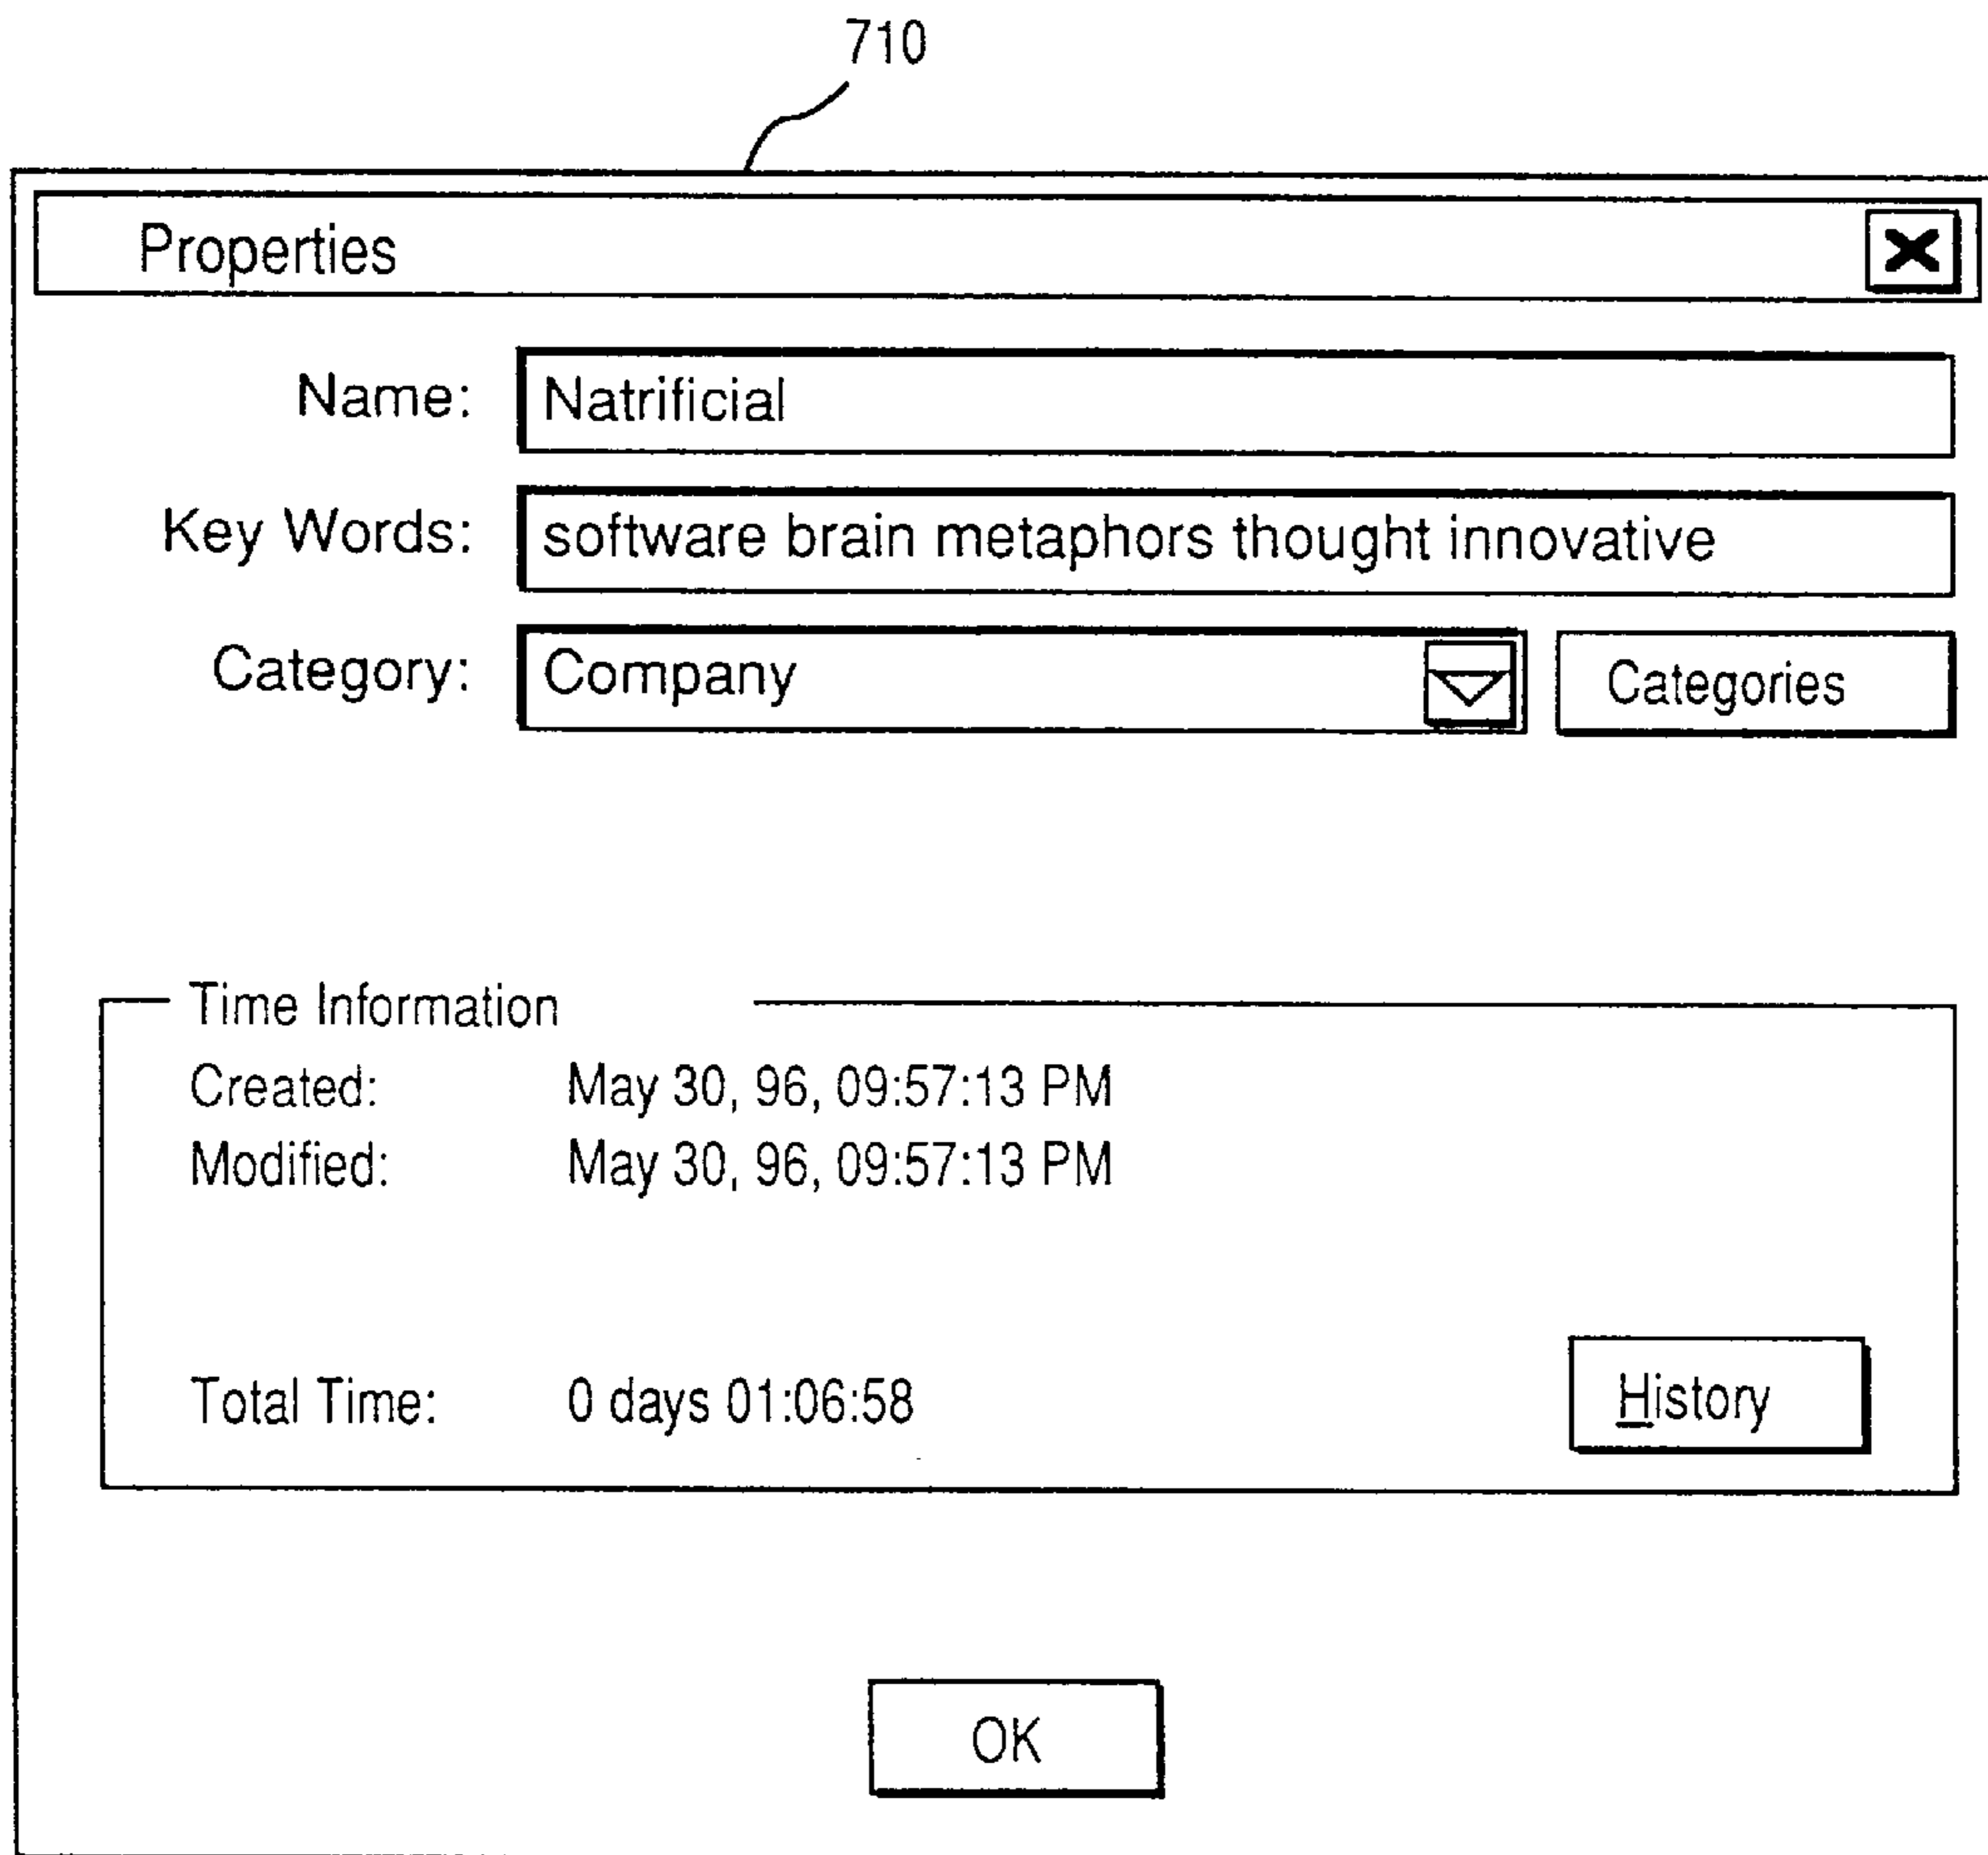 710
Properties
Name: Natrificial
Key Words: software brain metaphors thought innovative
Category: Company Categories
Time Information
Created: May 30, 96, 09:57:13 PM
Modified: May 30, 96, 09:57:13 PM
Total Time: 0 days 01:06:58 History
OK